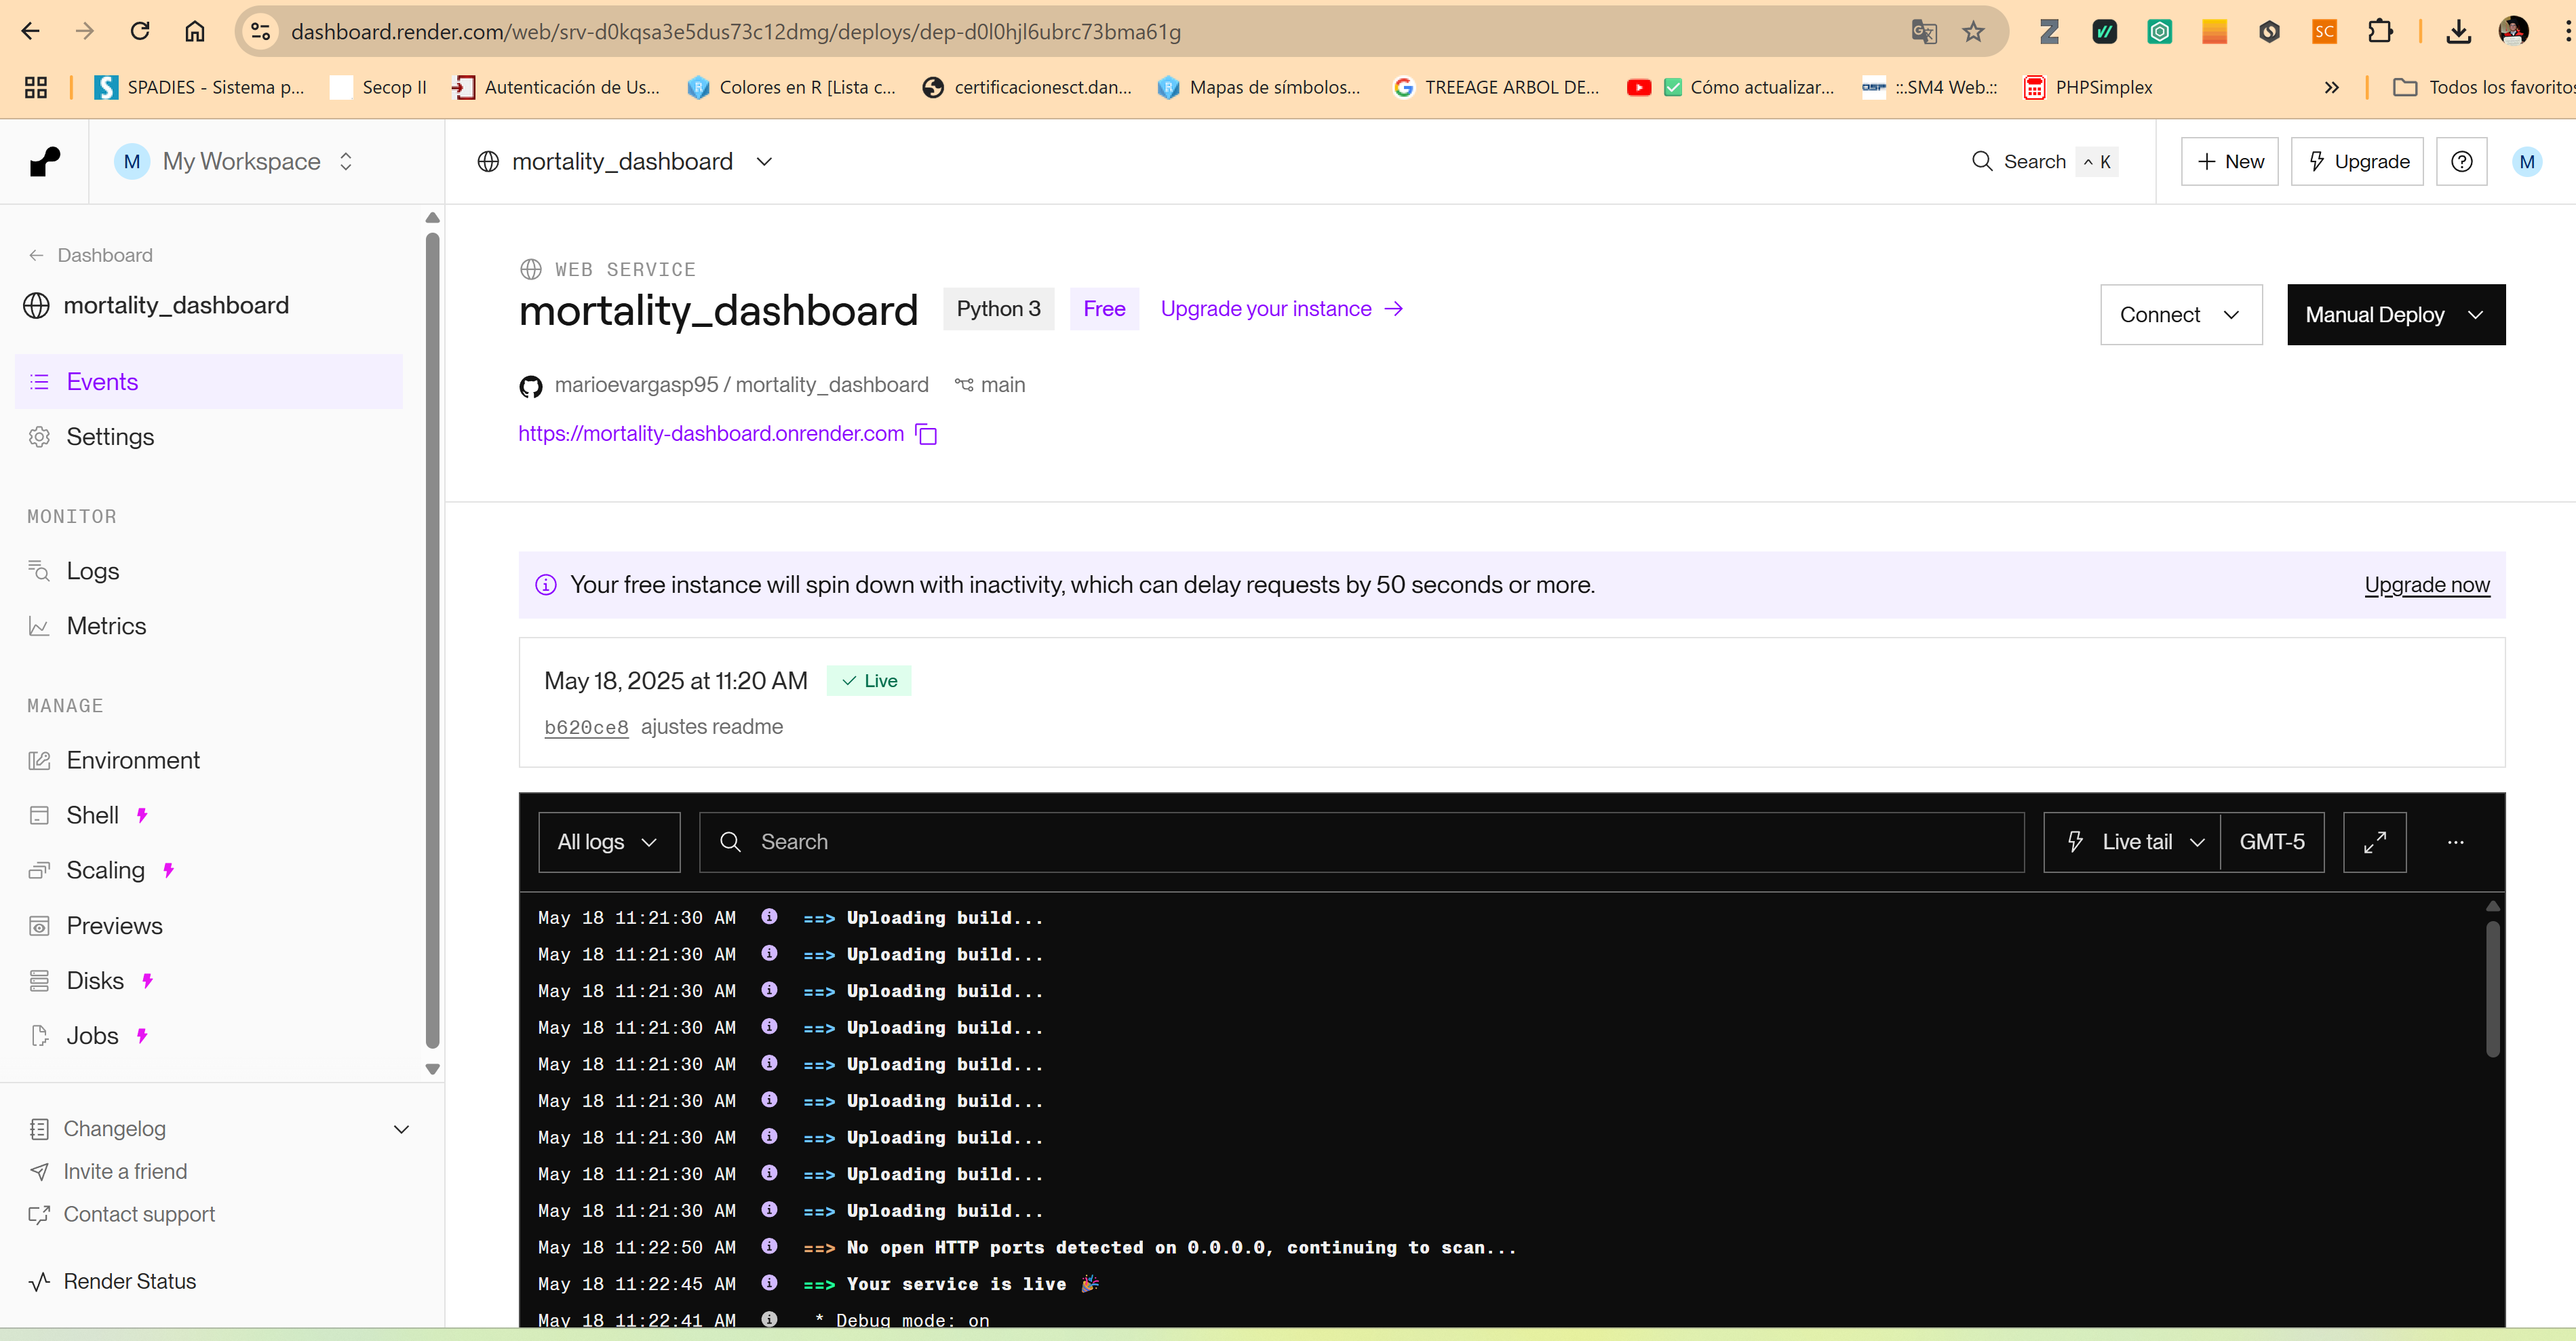 dashboard.render.com/web/srv-d0kqsa3e5dus73c12dmg/deploys/dep-d0l0hjl6ubrc73bma61g
SC
SPADIES - Sistema p...
Secop II
Autenticación de Us...
Colores en R [Lista c...
certificacionesct.dan...
Mapas de símbolos...
TREEAGE ARBOL DE...
Cómo actualizar...
::.SM4 Web.::
PHPSimplex
Todos los favoritos
M My Workspace
mortality_dashboard
Search ^ K
+ New
Upgrade
M
Dashboard
mortality_dashboard
Events
Settings
MONITOR
Logs
Metrics
MANAGE
Environment
Shell
Scaling
Previews
Disks
Jobs
Changelog
Invite a friend
Contact support
Render Status
WEB SERVICE
mortality_dashboard Python 3 Free Upgrade your instance →
Connect
Manual Deploy
marioevargasp95 / mortality_dashboard main
https://mortality-dashboard.onrender.com
Your free instance will spin down with inactivity, which can delay requests by 50 seconds or more.
Upgrade now
May 18, 2025 at 11:20 AM Live
b620ce8 ajustes readme
All logs
Search
Live tail
GMT-5
...
May 18 11:21:30 AM ==> Uploading build...
May 18 11:21:30 AM ==> Uploading build...
May 18 11:21:30 AM ==> Uploading build...
May 18 11:21:30 AM ==> Uploading build...
May 18 11:21:30 AM ==> Uploading build...
May 18 11:21:30 AM ==> Uploading build...
May 18 11:21:30 AM ==> Uploading build...
May 18 11:21:30 AM ==> Uploading build...
May 18 11:21:30 AM ==> Uploading build...
May 18 11:22:50 AM ==> No open HTTP ports detected on 0.0.0.0, continuing to scan...
May 18 11:22:45 AM ==> Your service is live 🎉
May 18 11:22:41 AM * Debug mode: on